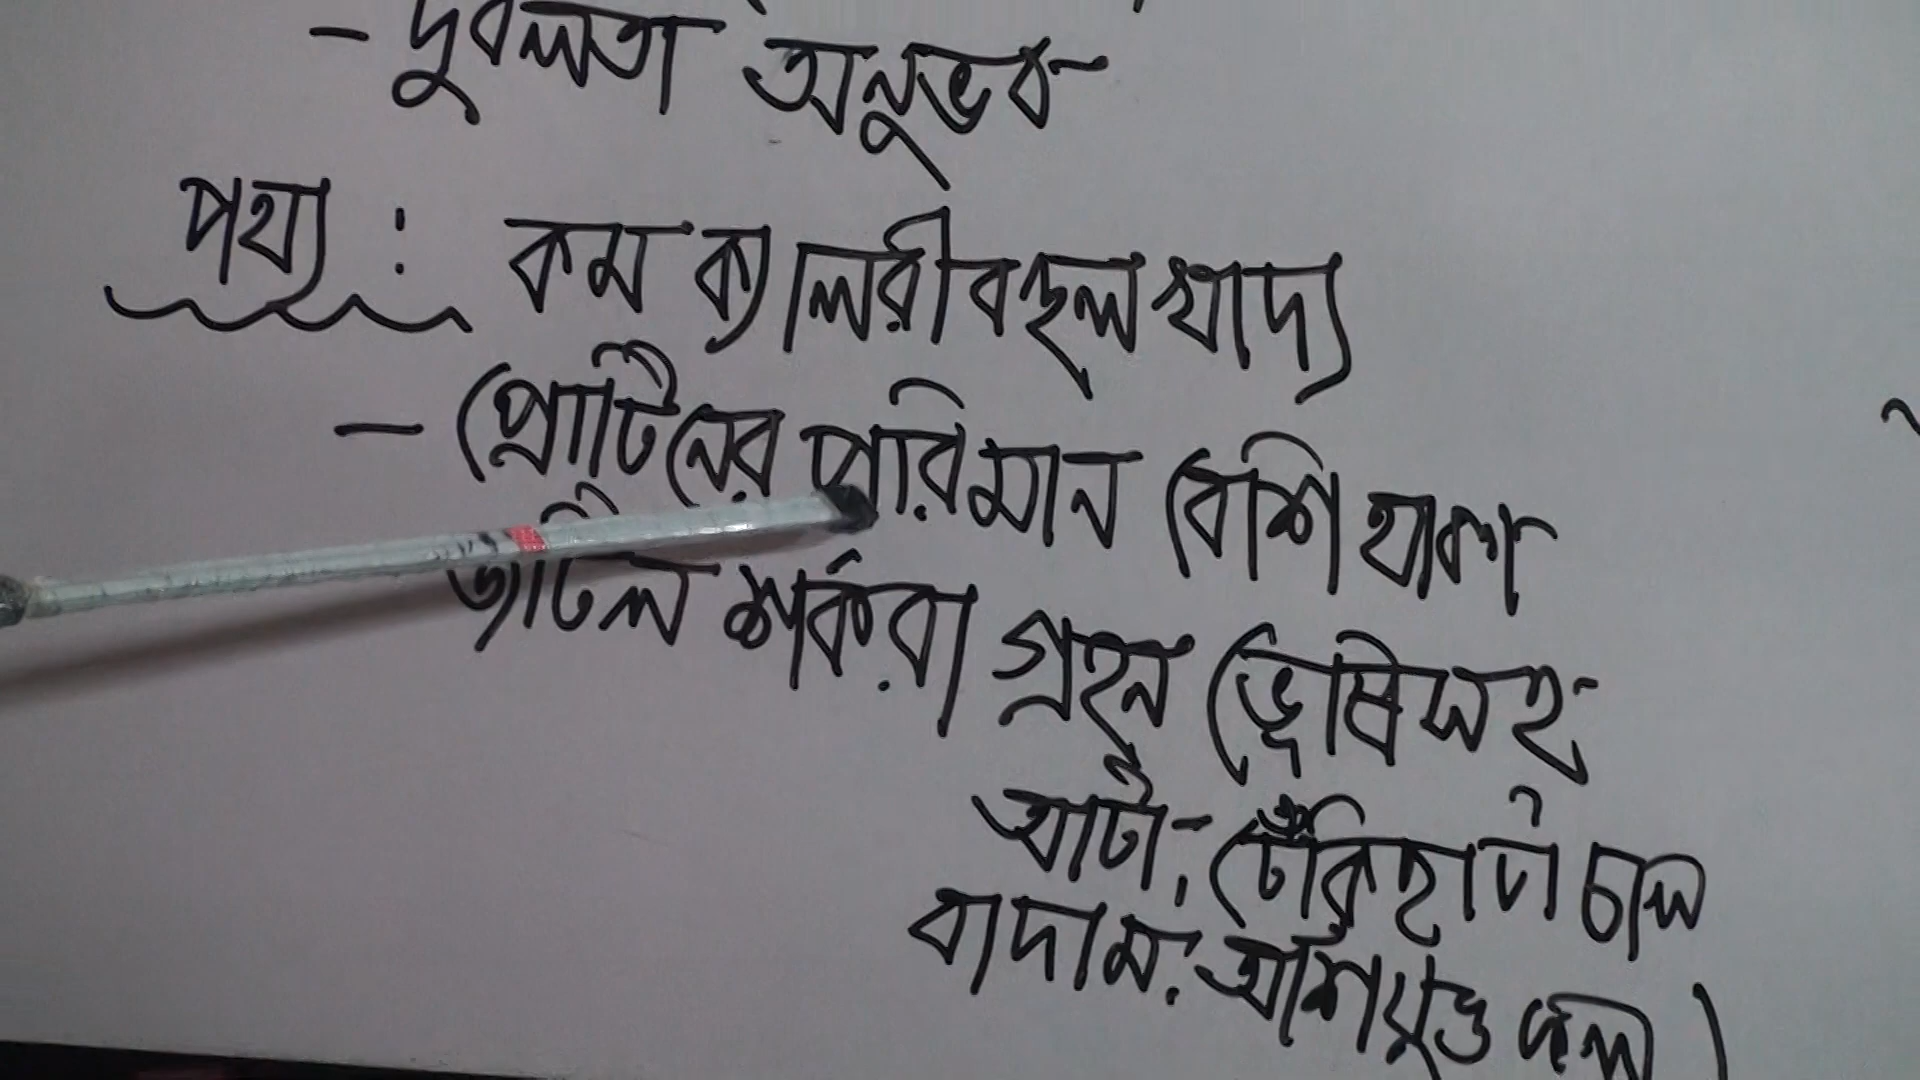 - দুর্বলতা অনুভব
পথ্য : কম ক্যালরীবহুল খাদ্য
- প্রোটিনের পরিমান বেশি থাকা
জটিল শর্করা গ্রহন (ভূষিসহ
আটা; ঢেঁকিছাটা চাল
বাদাম; আঁশযুক্ত ফল)